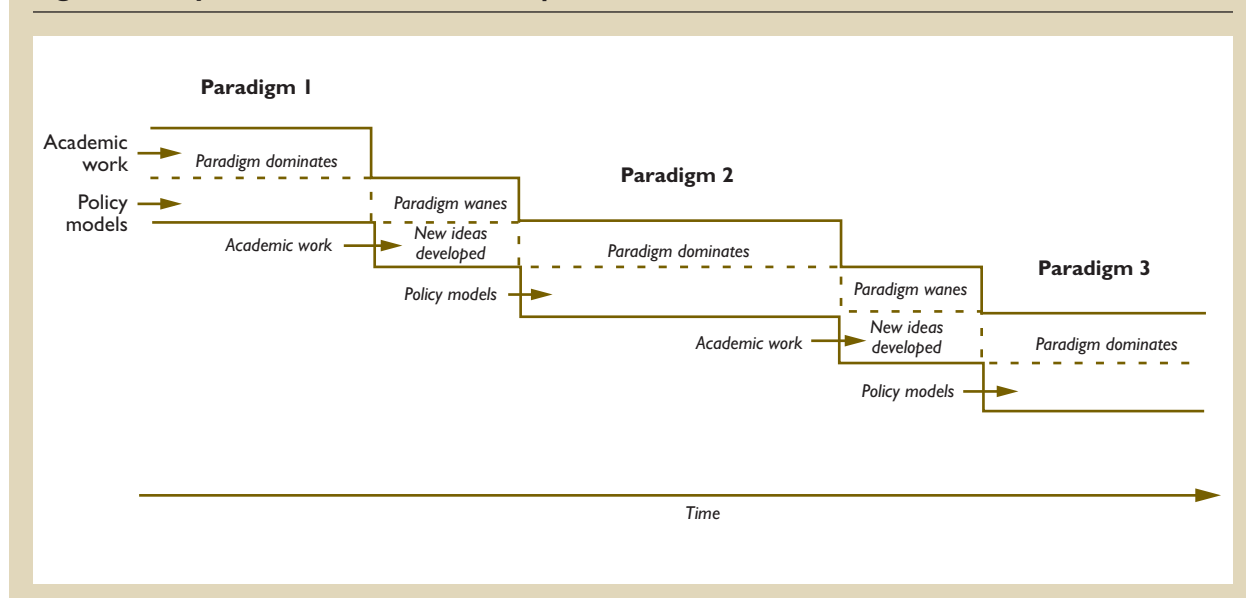 Paradigm 1
Academic
work
Paradigm dominates
Policy
models
Paradigm 2
Paradigm wanes
Academic work
New ideas
developed
Paradigm dominates
Policy models
Paradigm 3
Paradigm wanes
Academic work
New ideas
developed
Paradigm dominates
Policy models
Time